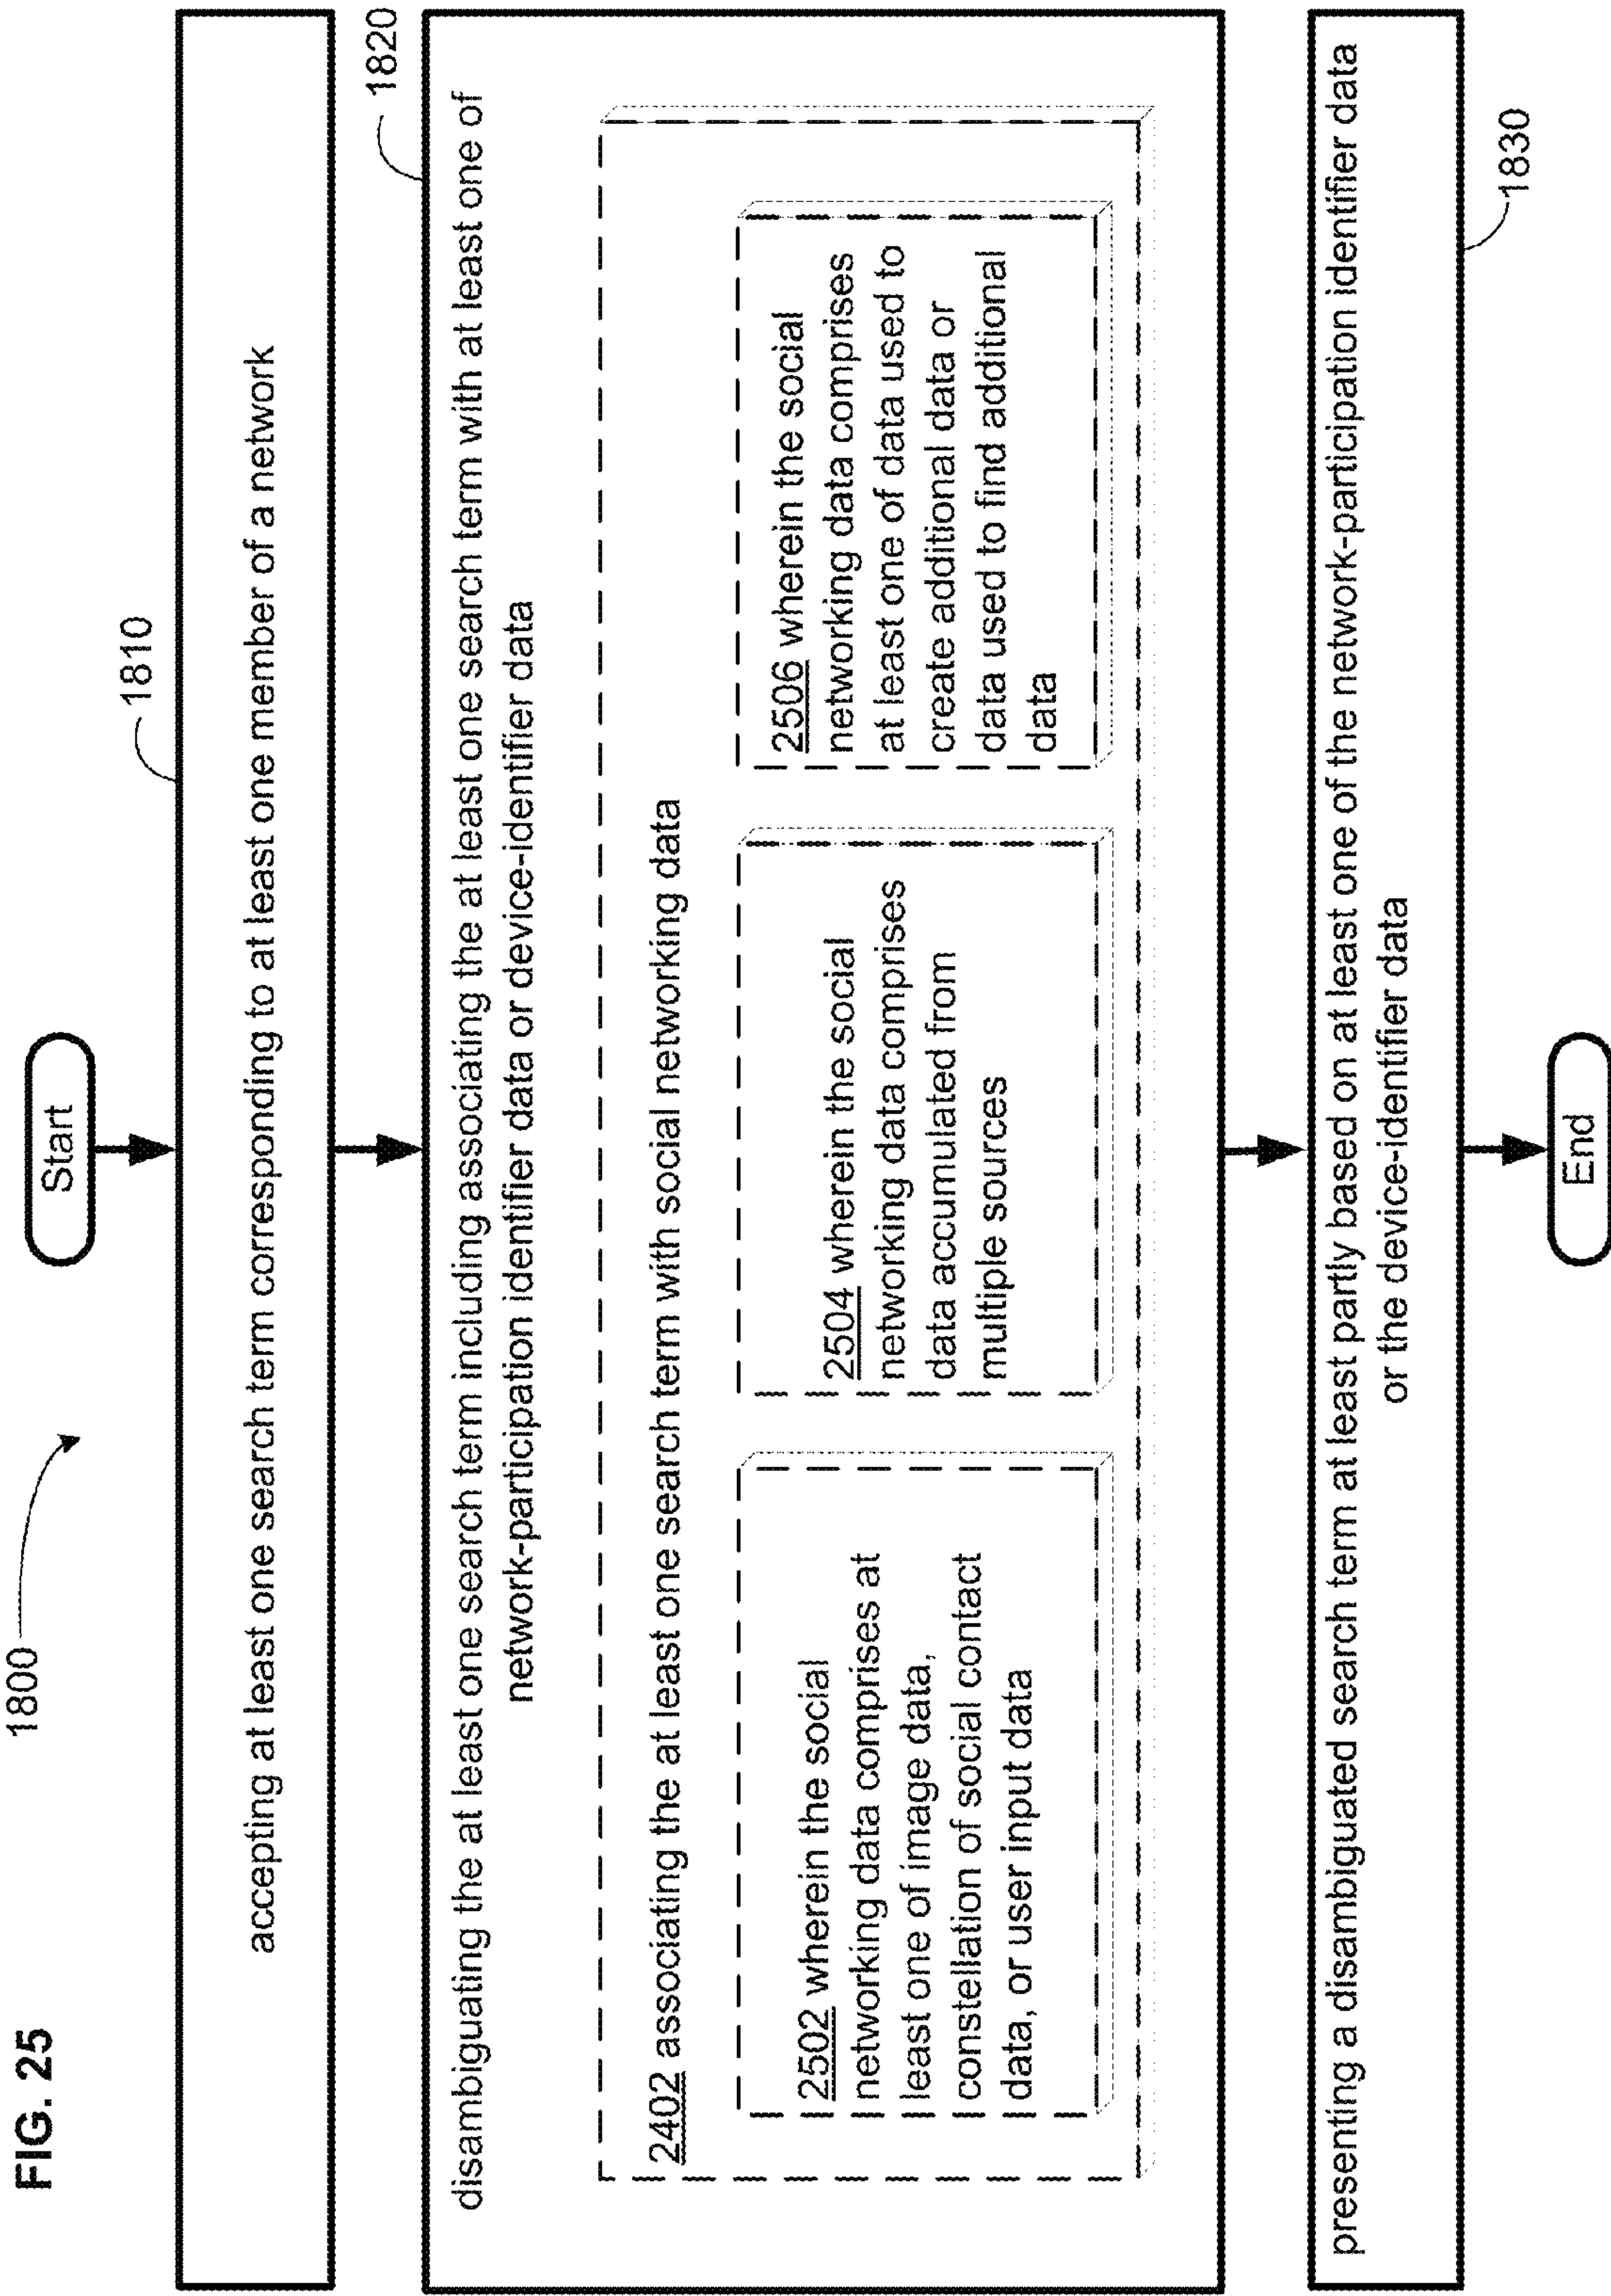 FIG. 25
1800
Start
1810
accepting at least one search term corresponding to at least one member of a network
1820
disambiguating the at least one search term including associating the at least one search term with at least one of
network-participation identifier data or device-identifier data
2402 associating the at least one search term with social networking data
2502 wherein the social
networking data comprises at
least one of image data,
constellation of social contact
data, or user input data
2504 wherein the social
networking data comprises
data accumulated from
multiple sources
2506 wherein the social
networking data comprises
at least one of data used to
create additional data or
data used to find additional
data
presenting a disambiguated search term at least partly based on at least one of the network-participation identifier data
or the device-identifier data
1830
End